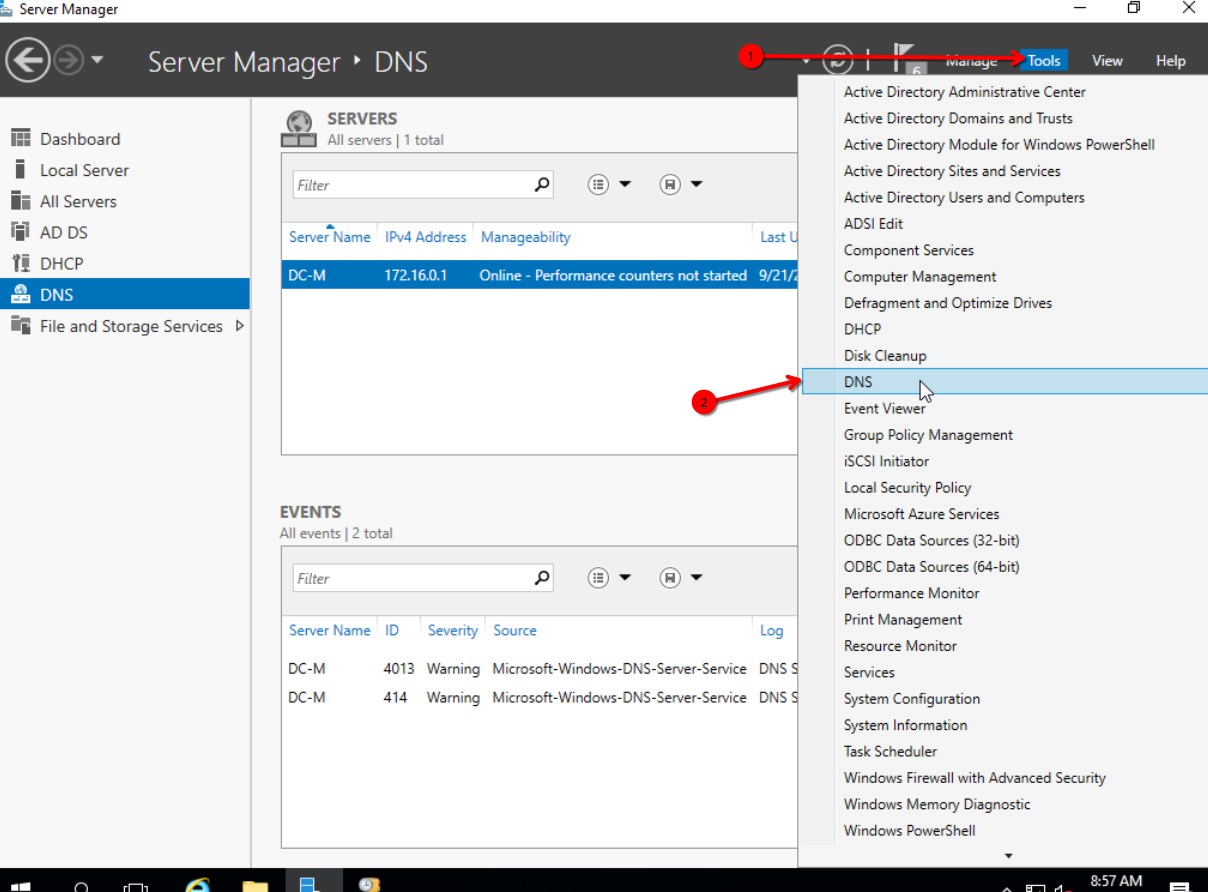 Server Manager
Server Manager ‣ DNS
1
6
Manage
Tools
View
Help
Dashboard
Local Server
All Servers
AD DS
DHCP
DNS
File and Storage Services
SERVERS
All servers | 1 total
Filter
Server Name IPv4 Address Manageability Last U
DC-M 172.16.0.1 Online - Performance counters not started 9/21/2
EVENTS
All events | 2 total
Filter
Server Name ID Severity Source Log
DC-M 4013 Warning Microsoft-Windows-DNS-Server-Service DNS S
DC-M 414 Warning Microsoft-Windows-DNS-Server-Service DNS S
Active Directory Administrative Center
Active Directory Domains and Trusts
Active Directory Module for Windows PowerShell
Active Directory Sites and Services
Active Directory Users and Computers
ADSI Edit
Component Services
Computer Management
Defragment and Optimize Drives
DHCP
Disk Cleanup
2
DNS
Event Viewer
Group Policy Management
iSCSI Initiator
Local Security Policy
Microsoft Azure Services
ODBC Data Sources (32-bit)
ODBC Data Sources (64-bit)
Performance Monitor
Print Management
Resource Monitor
Services
System Configuration
System Information
Task Scheduler
Windows Firewall with Advanced Security
Windows Memory Diagnostic
Windows PowerShell
8:57 AM